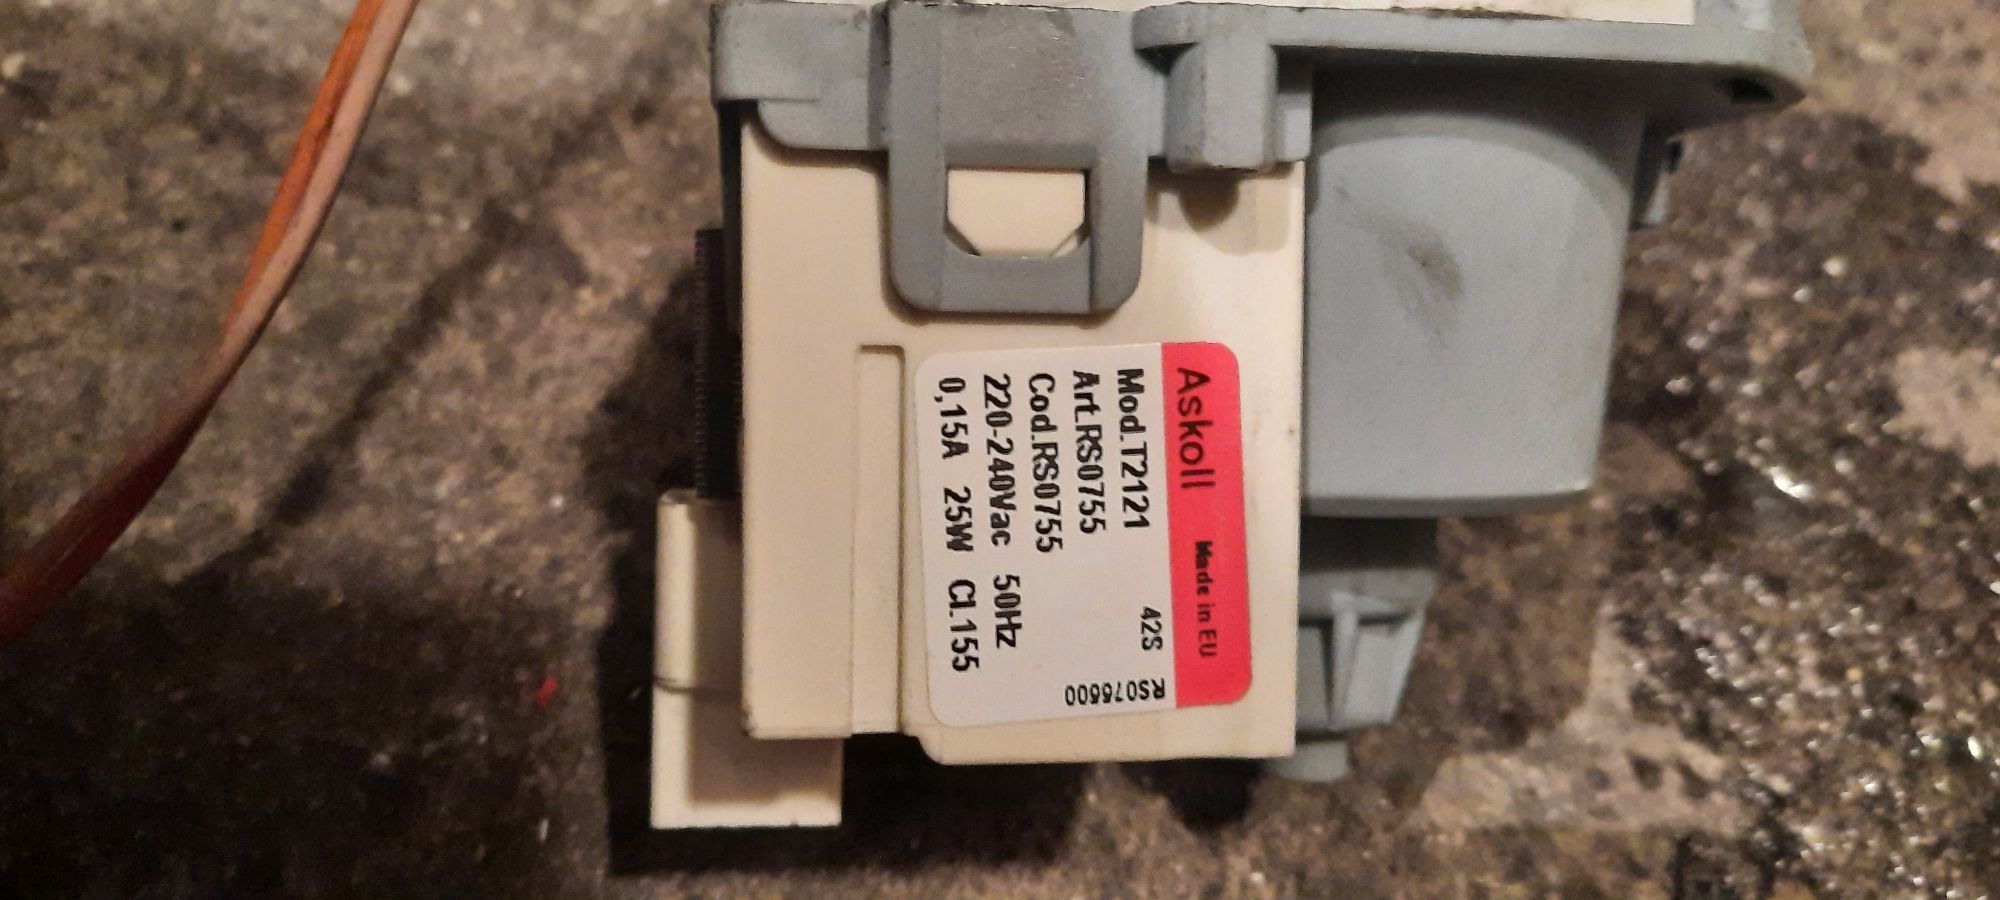 Askoll Made in EU
Mod.T2121 42S
Art.RS0755
Cod.RS0755
220-240Vac 50Hz
0,15A 25W Cl.155
RS075500